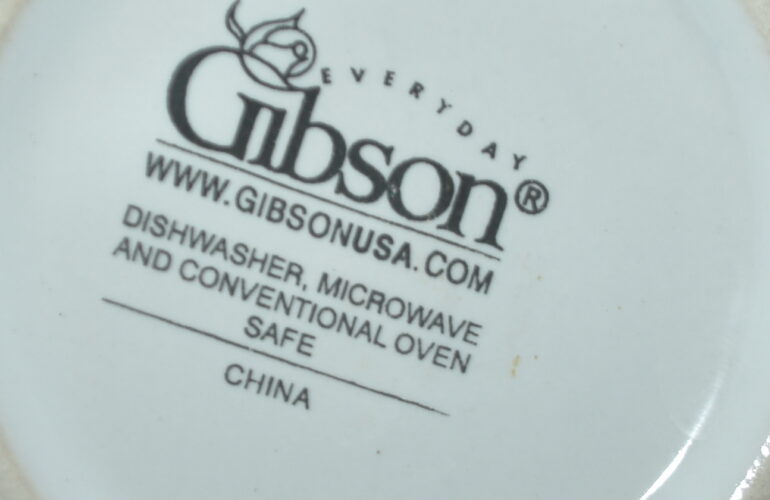 EVERYDAY
Gibson®
WWW.GIBSONUSA.COM
DISHWASHER, MICROWAVE
AND CONVENTIONAL OVEN
SAFE
CHINA